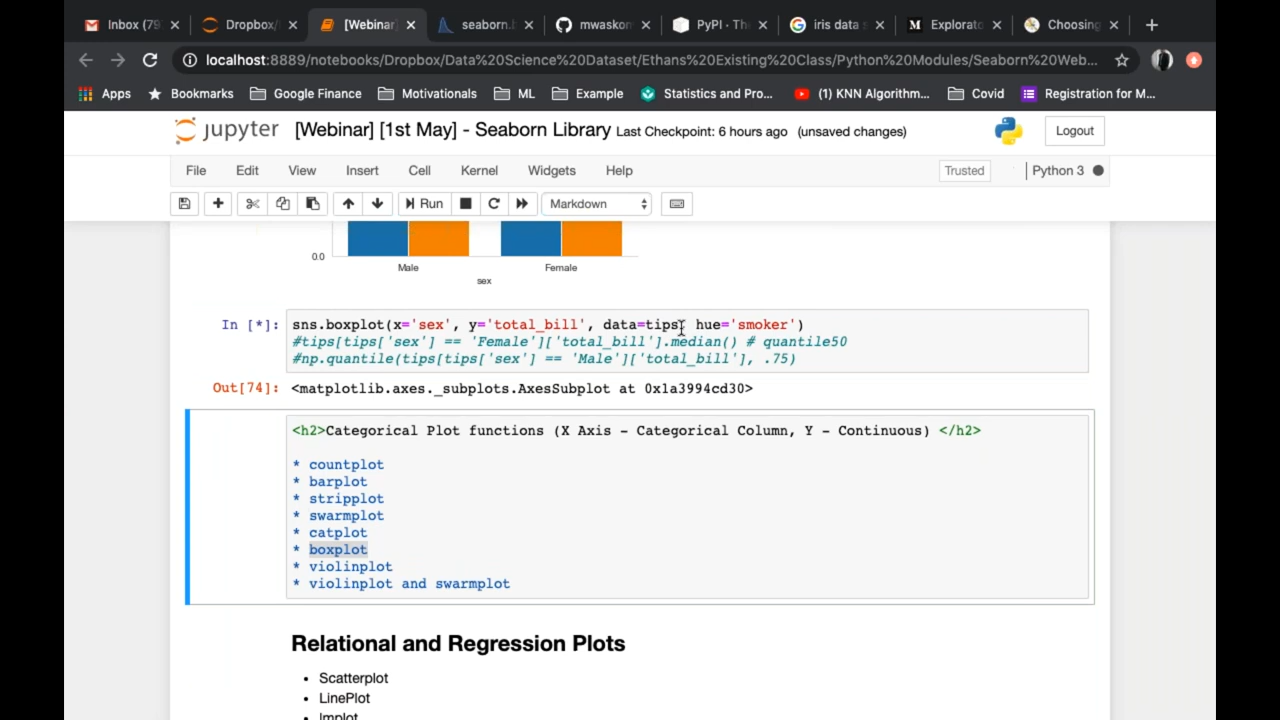 Inbox (79
Dropbox/
[Webinar]
seaborn.b
mwaskom
PyPI · The
iris data s
Explorato
Choosing
localhost:8889/notebooks/Dropbox/Data%20Science%20Dataset/Ethans%20Existing%20Class/Python%20Modules/Seaborn%20Web...
Apps
Bookmarks
Google Finance
Motivationals
ML
Example
Statistics and Pro...
(1) KNN Algorithm...
Covid
Registration for M...
jupyter [Webinar] [1st May] - Seaborn Library Last Checkpoint: 6 hours ago (unsaved changes)
Logout
File Edit View Insert Cell Kernel Widgets Help
Trusted
Python 3
Run
Markdown
0.0
Male Female
sex
In [*]: sns.boxplot(x='sex', y='total_bill', data=tips, hue='smoker')
#tips[tips['sex'] == 'Female']['total_bill'].median() # quantile50
#np.quantile(tips[tips['sex'] == 'Male']['total_bill'], .75)
Out[74]: <matplotlib.axes._subplots.AxesSubplot at 0x1a3994cd30>
<h2>Categorical Plot functions (X Axis - Categorical Column, Y - Continuous) </h2>
* countplot
* barplot
* stripplot
* swarmplot
* catplot
* boxplot
* violinplot
* violinplot and swarmplot
Relational and Regression Plots
• Scatterplot
• LinePlot
• lmplot